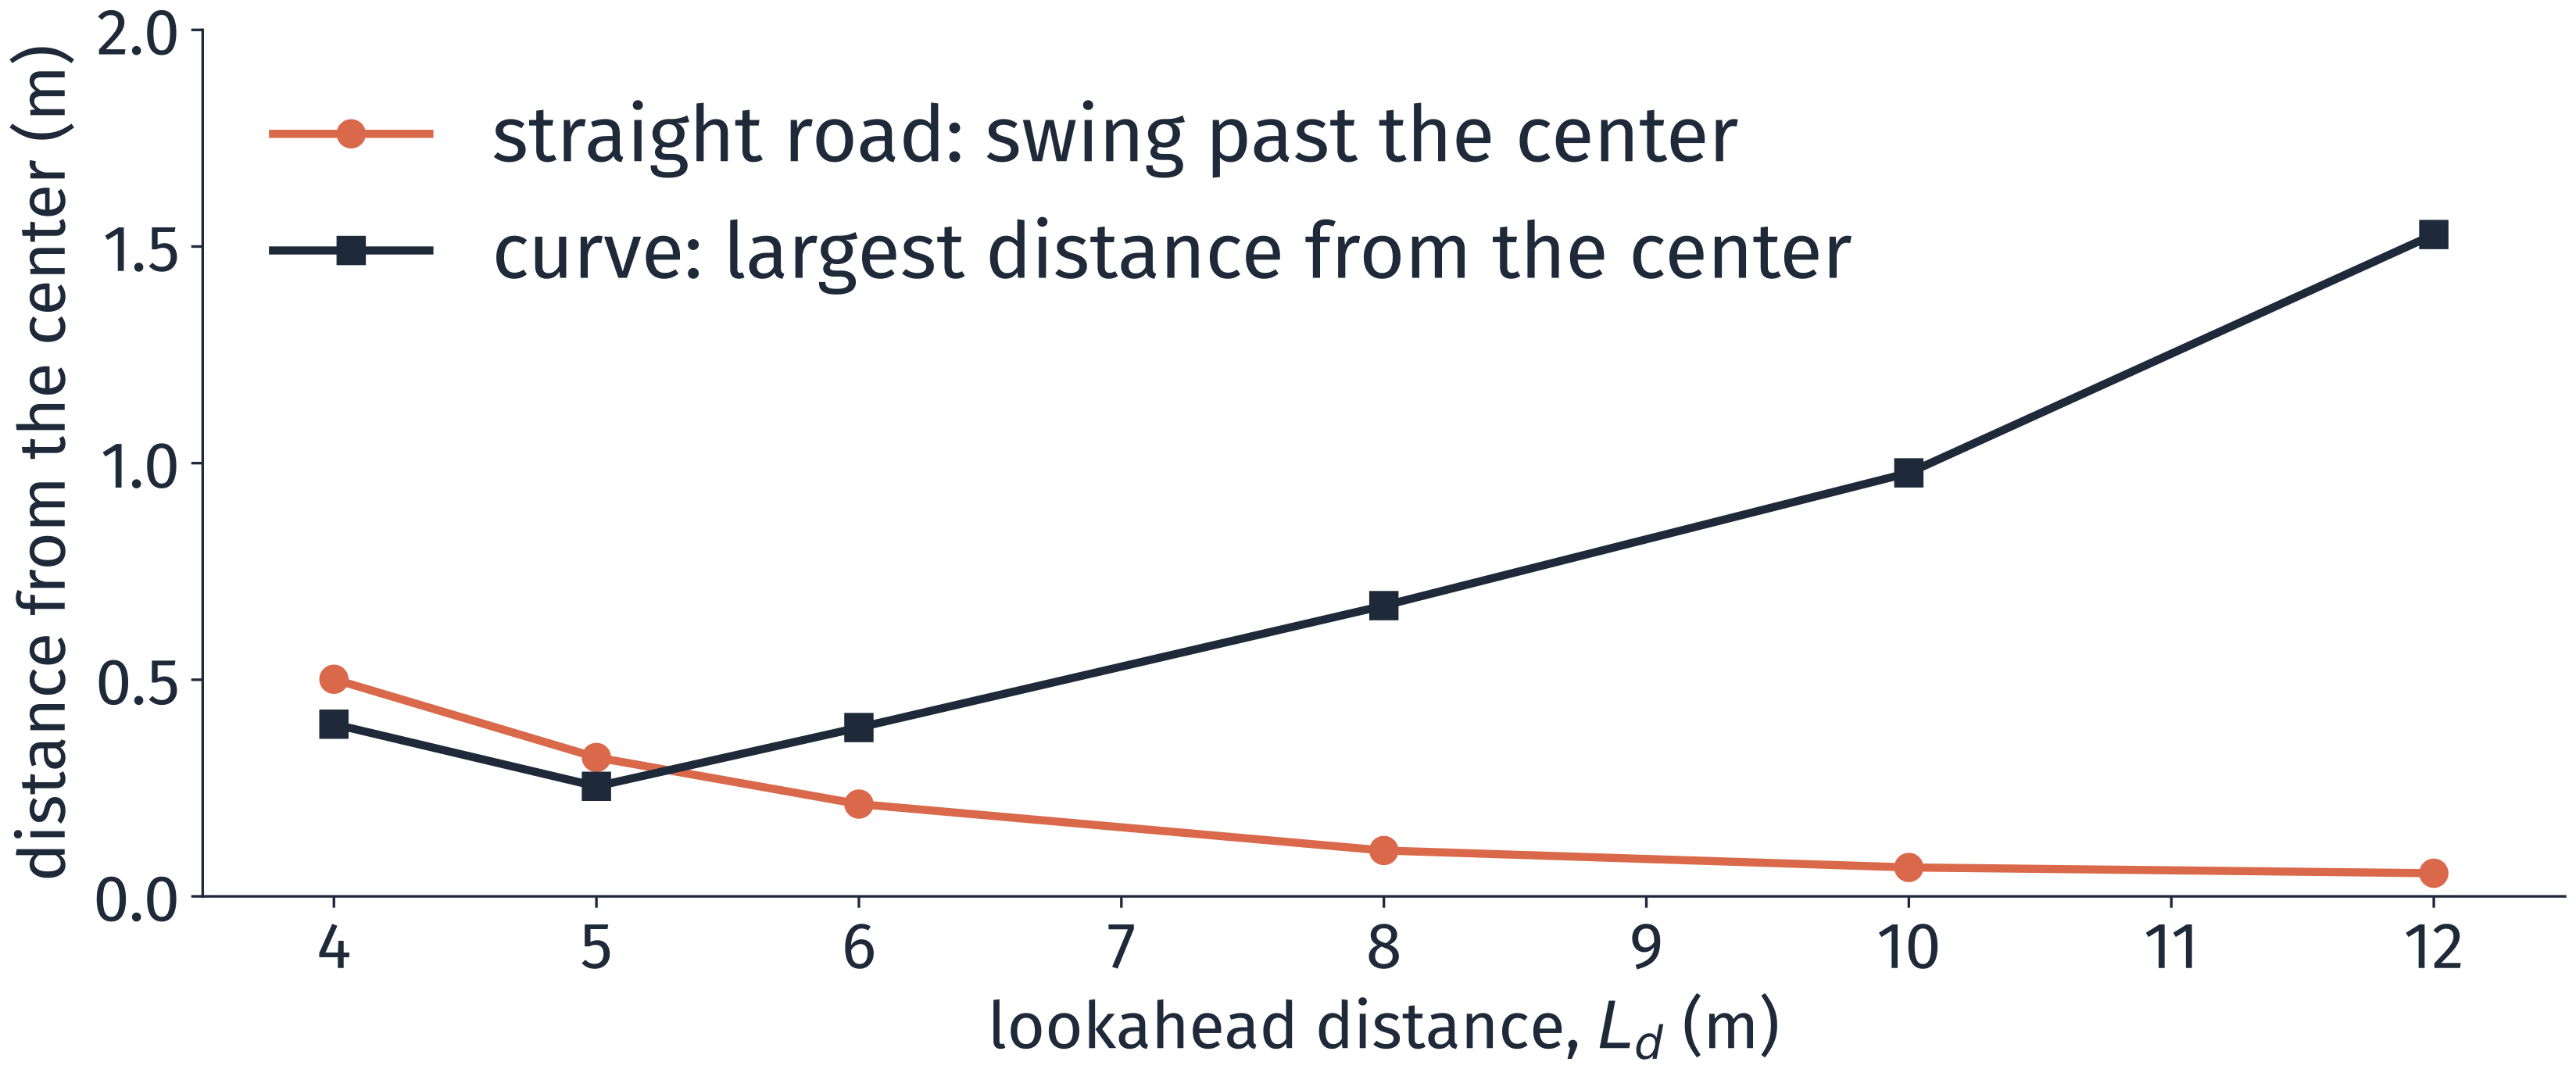 distance from the center (m)
2.0
1.5
1.0
0.5
0.0
straight road: swing past the center
curve: largest distance from the center
4 5 6 7 8 9 10 11 12
lookahead distance, L_d (m)